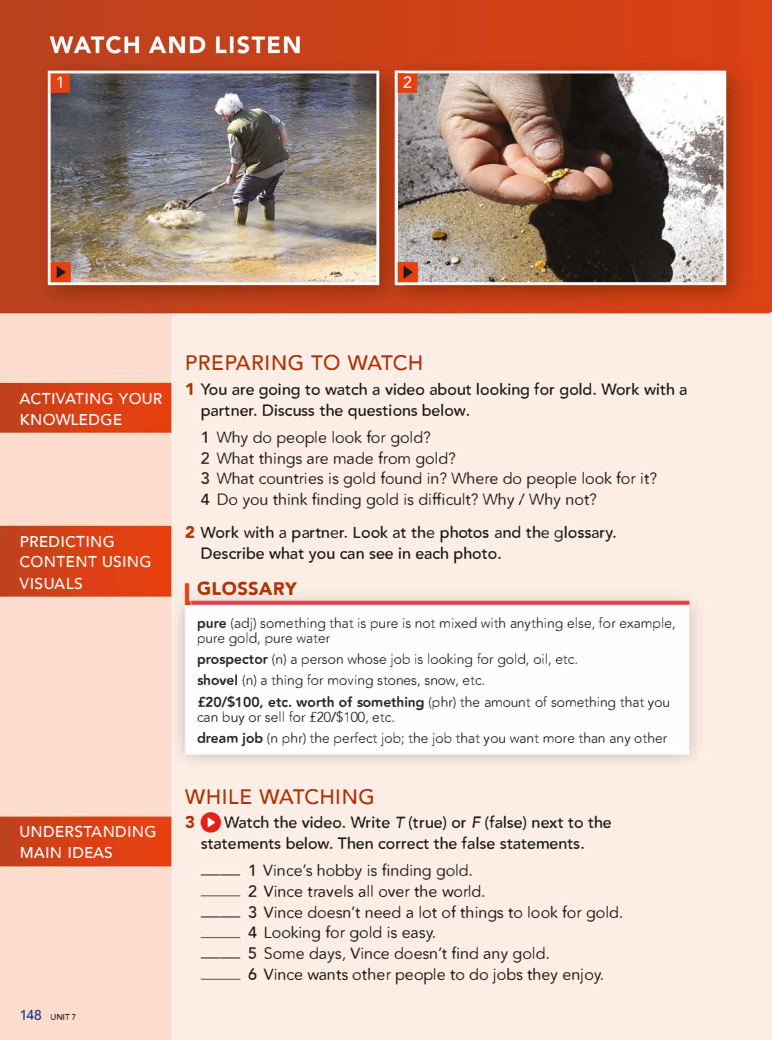 WATCH AND LISTEN
1
2
PREPARING TO WATCH
ACTIVATING YOUR
KNOWLEDGE
1 You are going to watch a video about looking for gold. Work with a
partner. Discuss the questions below.
1 Why do people look for gold?
2 What things are made from gold?
3 What countries is gold found in? Where do people look for it?
4 Do you think finding gold is difficult? Why / Why not?
PREDICTING
CONTENT USING
VISUALS
2 Work with a partner. Look at the photos and the glossary.
Describe what you can see in each photo.
GLOSSARY
pure (adj) something that is pure is not mixed with anything else, for example,
pure gold, pure water
prospector (n) a person whose job is looking for gold, oil, etc.
shovel (n) a thing for moving stones, snow, etc.
£20/$100, etc. worth of something (phr) the amount of something that you
can buy or sell for £20/$100, etc.
dream job (n phr) the perfect job; the job that you want more than any other
WHILE WATCHING
UNDERSTANDING
MAIN IDEAS
3 Watch the video. Write T (true) or F (false) next to the
statements below. Then correct the false statements.
_____ 1 Vince's hobby is finding gold.
_____ 2 Vince travels all over the world.
_____ 3 Vince doesn't need a lot of things to look for gold.
_____ 4 Looking for gold is easy.
_____ 5 Some days, Vince doesn't find any gold.
_____ 6 Vince wants other people to do jobs they enjoy.
148 UNIT 7